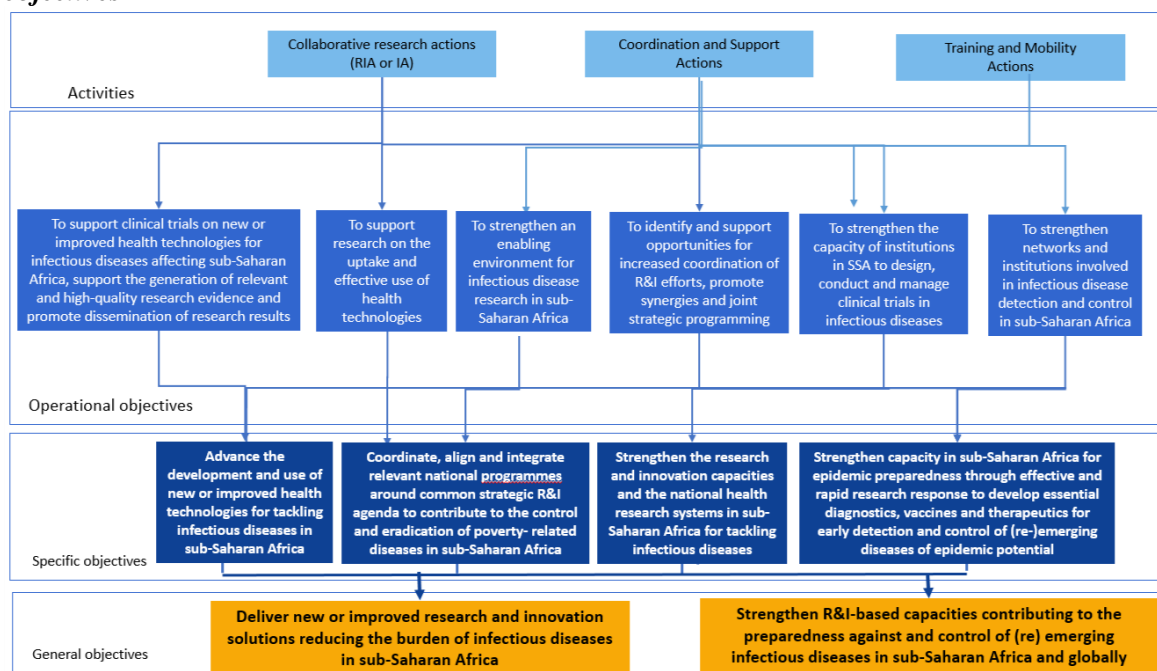 Collaborative research actions
(RIA or IA)
Coordination and Support
Actions
Training and Mobility
Actions
Activities
To support clinical trials on new or
improved health technologies for
infectious diseases affecting sub-Saharan
Africa, support the generation of relevant
and high-quality research evidence and
promote dissemination of research results
To support
research on the
uptake and
effective use of
health
technologies
To strengthen an
enabling
environment for
infectious disease
research in sub-
Saharan Africa
To identify and support
opportunities for
increased coordination of
R&I efforts, promote
synergies and joint
strategic programming
To strengthen the
capacity of institutions
in SSA to design,
conduct and manage
clinical trials in
infectious diseases
To strengthen
networks and
institutions involved
in infectious disease
detection and control
in sub-Saharan Africa
Operational objectives
Advance the
development and use of
new or improved health
technologies for tackling
infectious diseases in
sub-Saharan Africa
Coordinate, align and integrate
relevant national programmes
around common strategic R&I
agenda to contribute to the control
and eradication of poverty- related
diseases in sub-Saharan Africa
Strengthen the research
and innovation capacities
and the national health
research systems in sub-
Saharan Africa for tackling
infectious diseases
Strengthen capacity in sub-Saharan Africa for
epidemic preparedness through effective and
rapid research response to develop essential
diagnostics, vaccines and therapeutics for
early detection and control of (re-)emerging
diseases of epidemic potential
Specific objectives
Deliver new or improved research and innovation
solutions reducing the burden of infectious diseases
in sub-Saharan Africa
Strengthen R&I-based capacities contributing to the
preparedness against and control of (re) emerging
infectious diseases in sub-Saharan Africa and globally
General objectives